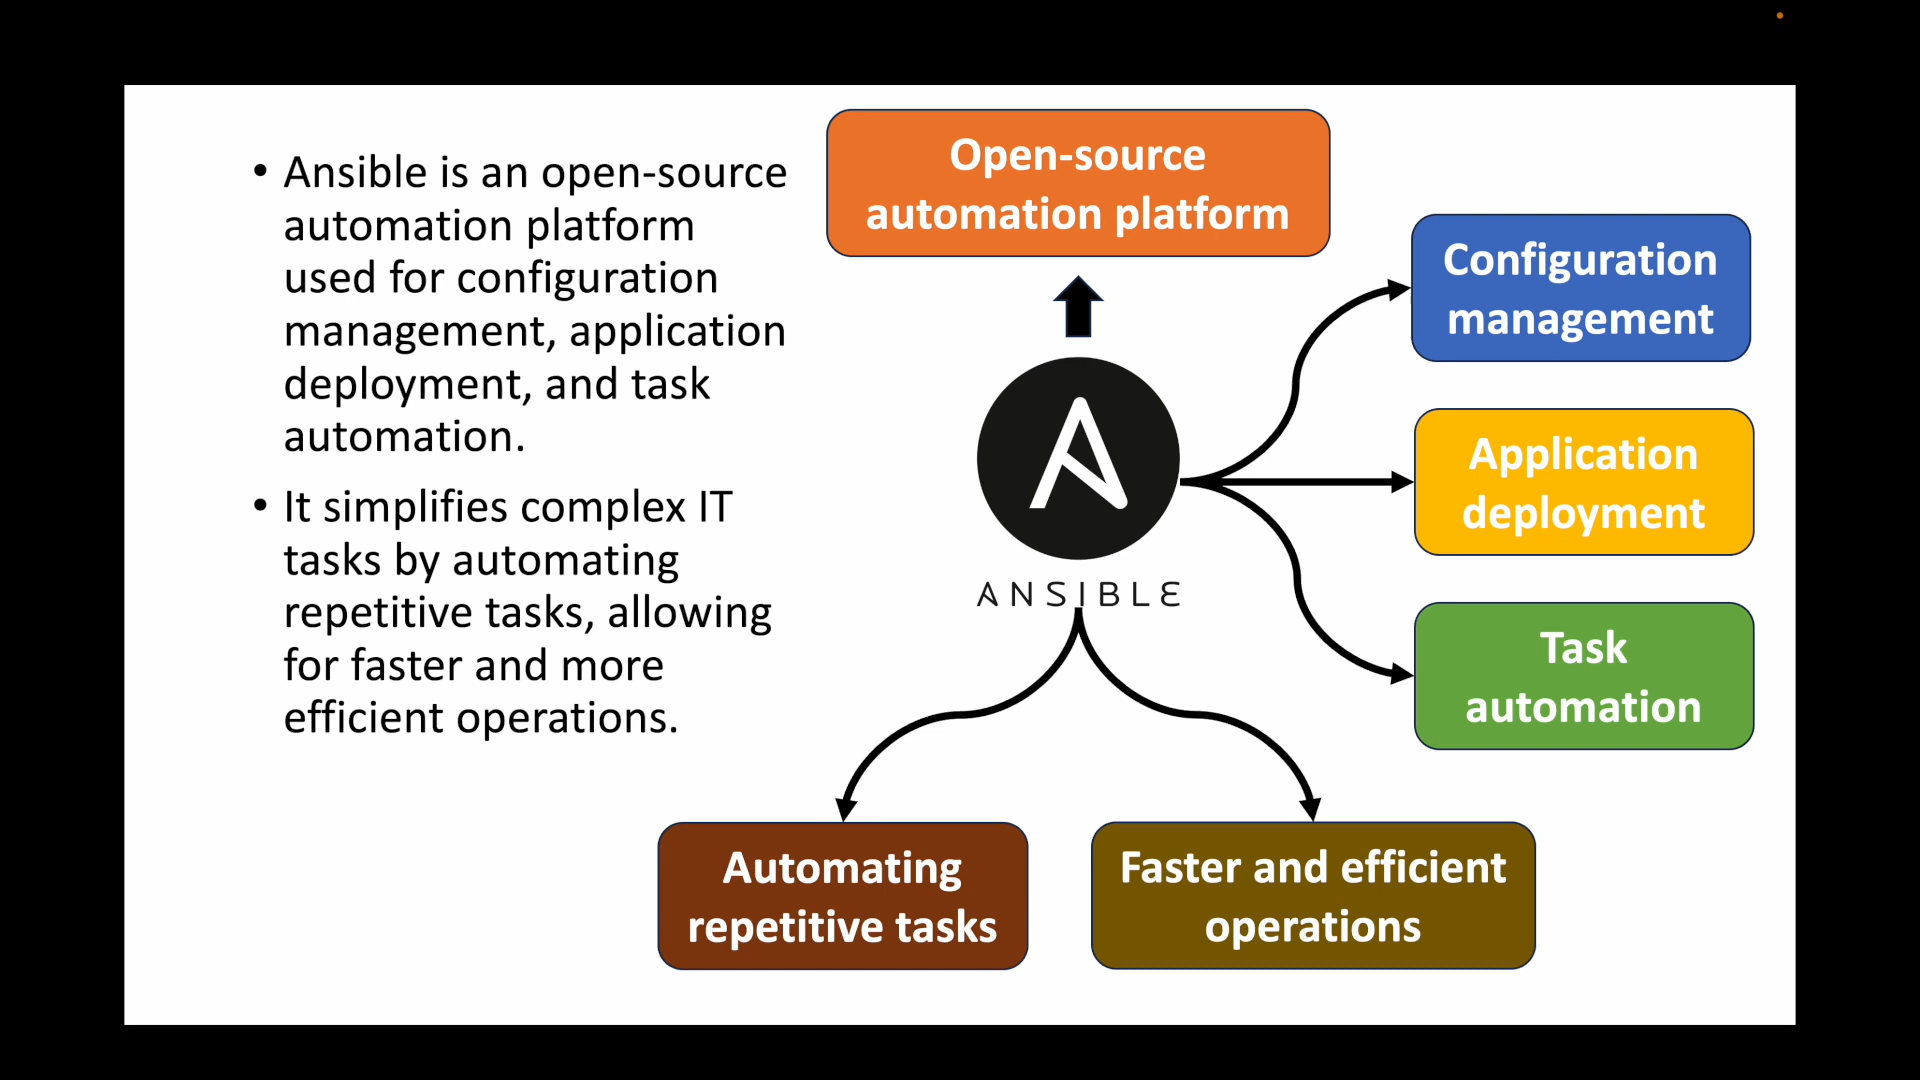 • Ansible is an open-source
automation platform
used for configuration
management, application
deployment, and task
automation.
• It simplifies complex IT
tasks by automating
repetitive tasks, allowing
for faster and more
efficient operations.
Open-source
automation platform
Configuration
management
Application
deployment
Task
automation
ANSIBLE
Automating
repetitive tasks
Faster and efficient
operations